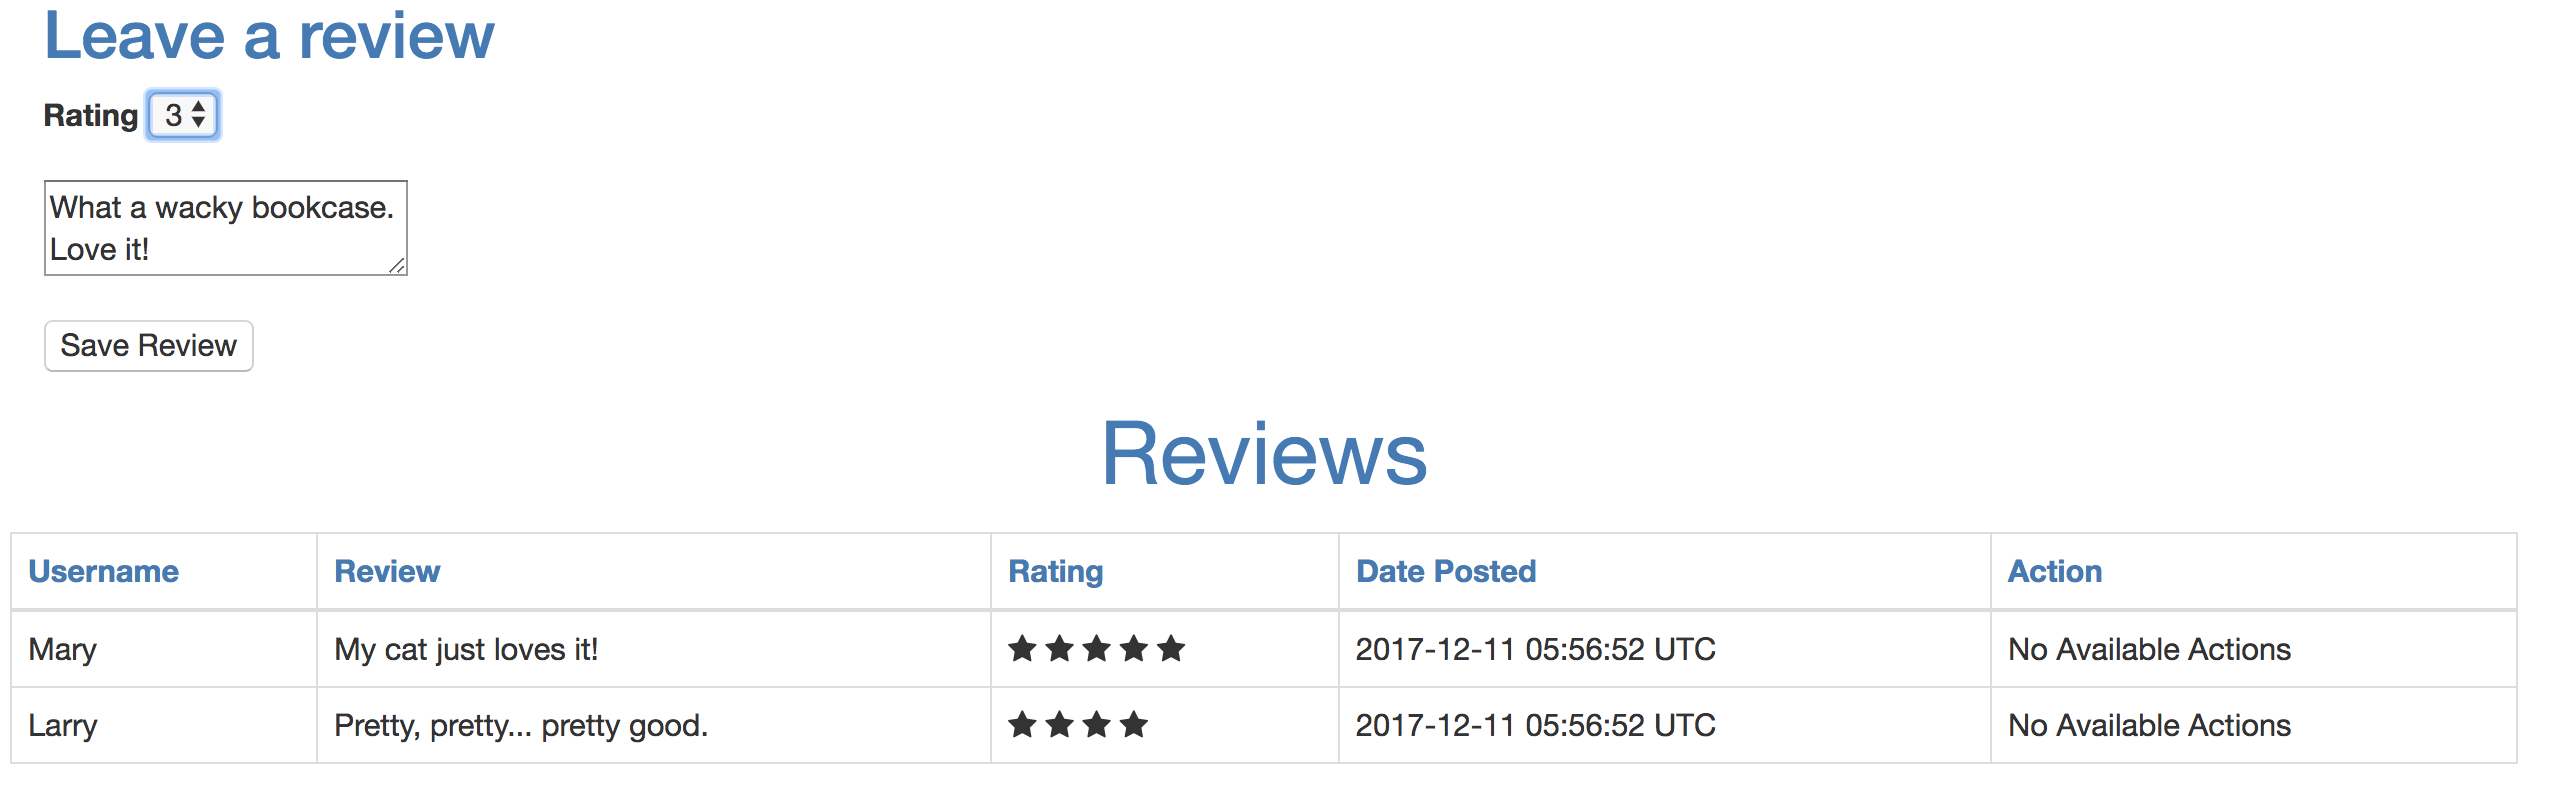 Leave a review
Rating 3
What a wacky bookcase.
Love it!
Save Review
Reviews
Username Review Rating Date Posted Action
Mary My cat just loves it! ★★★★★ 2017-12-11 05:56:52 UTC No Available Actions
Larry Pretty, pretty... pretty good. ★★★★ 2017-12-11 05:56:52 UTC No Available Actions